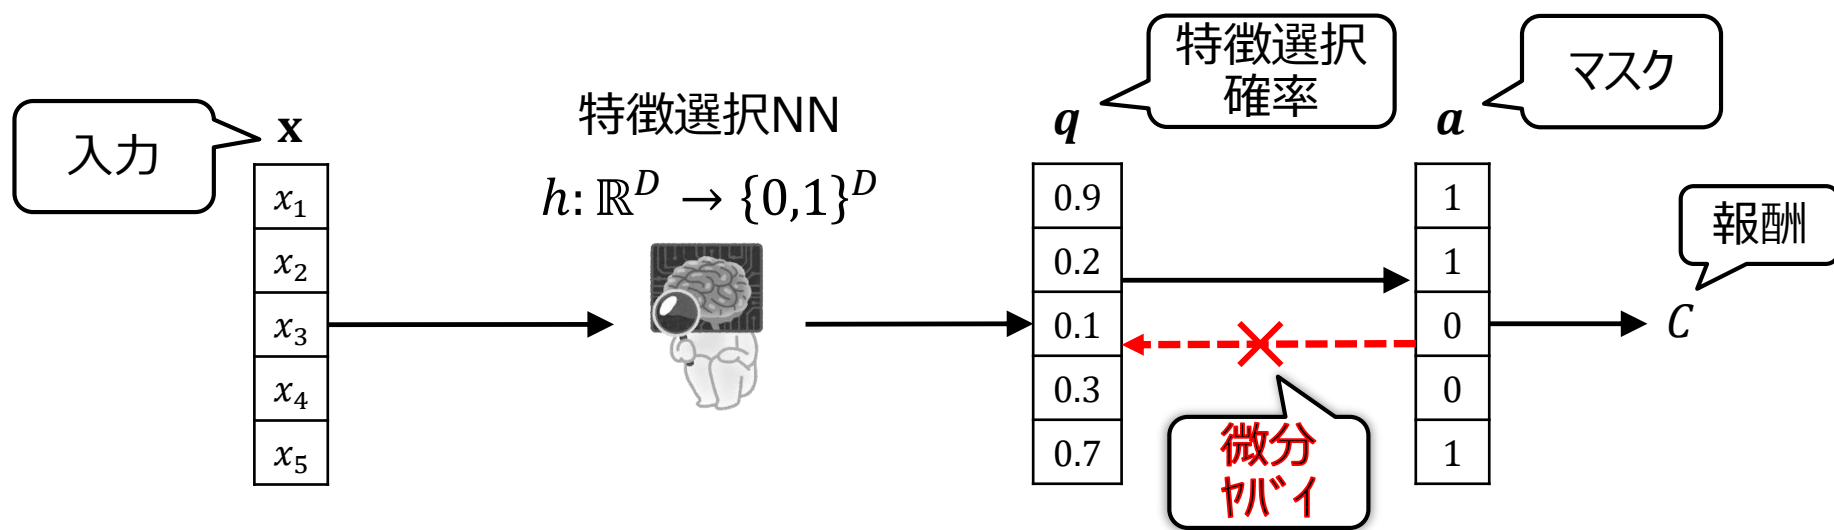 入力
x
x₁
x₂
x₃
x₄
x₅
特徴選択NN
h: ℝᴰ → {0,1}ᴰ
特徴選択
確率
q
0.9
0.2
0.1
0.3
0.7
微分
ヤバイ
マスク
a
1
1
0
0
1
報酬
C